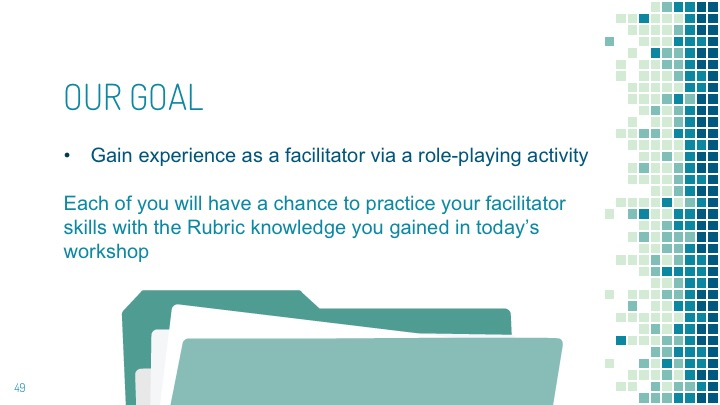 OUR GOAL
• Gain experience as a facilitator via a role-playing activity
Each of you will have a chance to practice your facilitator
skills with the Rubric knowledge you gained in today’s
workshop
49